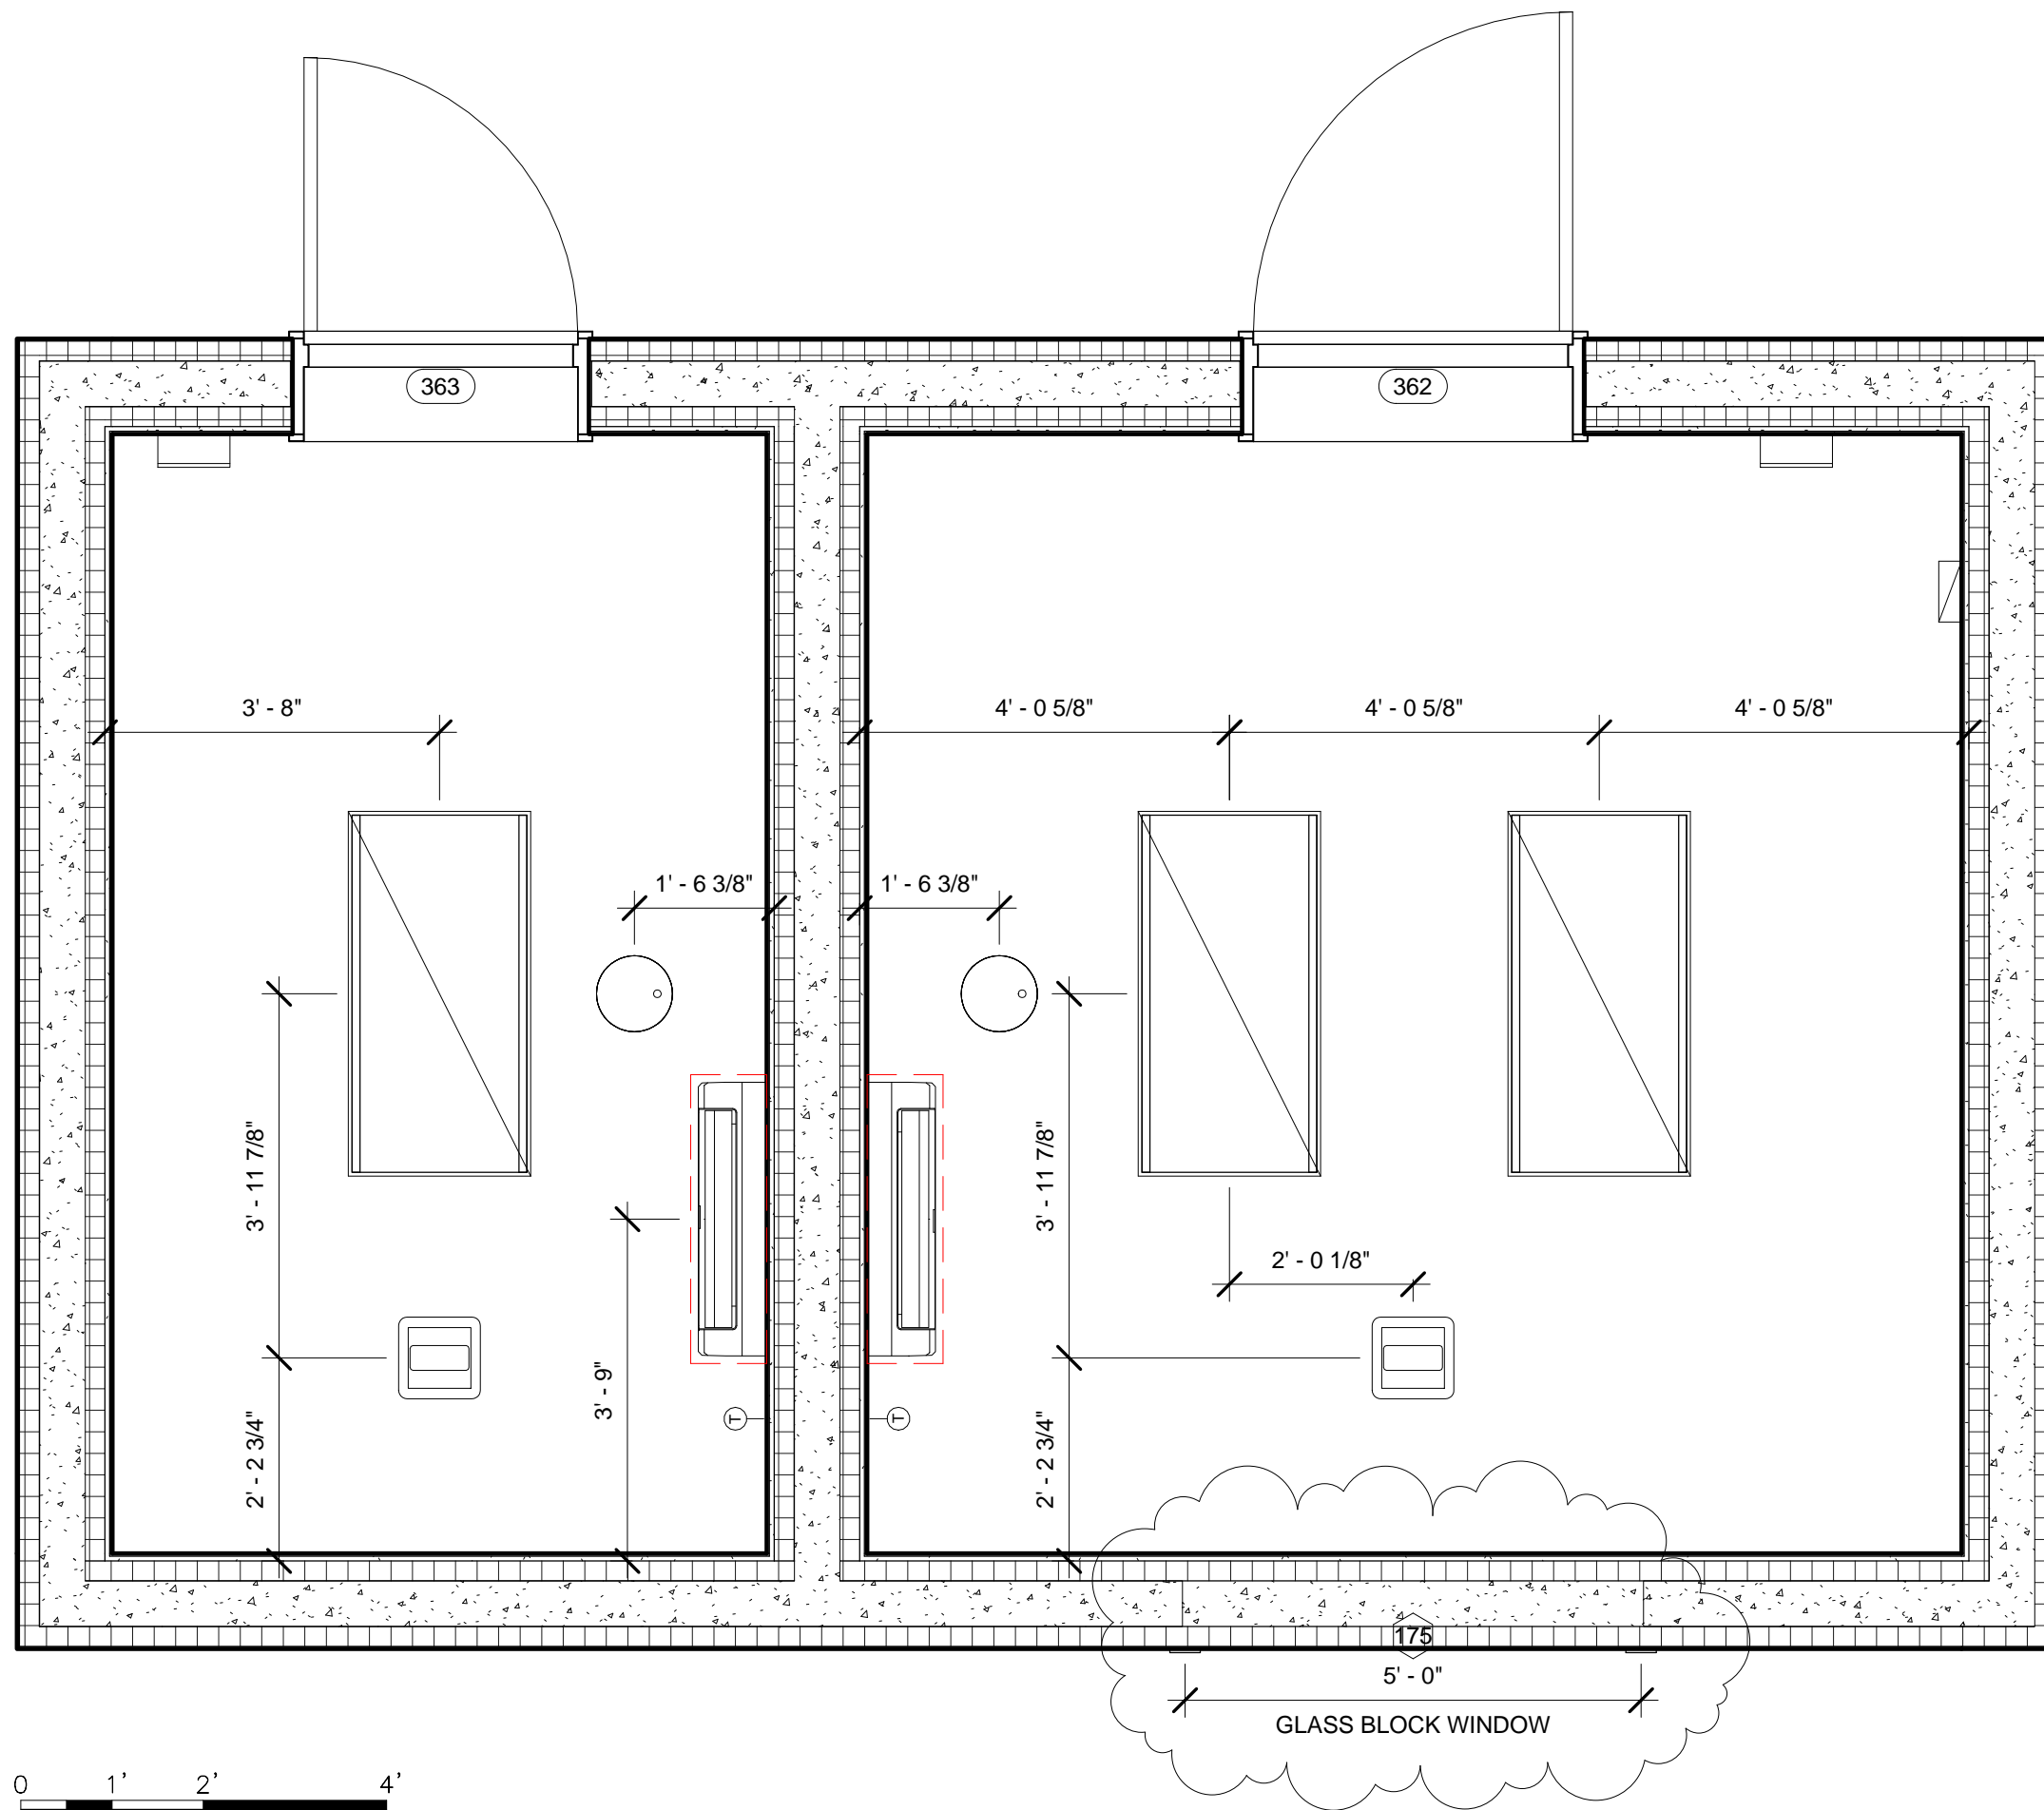 363
362
3' - 8"
4' - 0 5/8"
4' - 0 5/8"
4' - 0 5/8"
1' - 6 3/8"
1' - 6 3/8"
3' - 11 7/8"
3' - 11 7/8"
2' - 0 1/8"
3' - 9"
T
T
2' - 2 3/4"
2' - 2 3/4"
175
5' - 0"
GLASS BLOCK WINDOW
0 1' 2' 4'